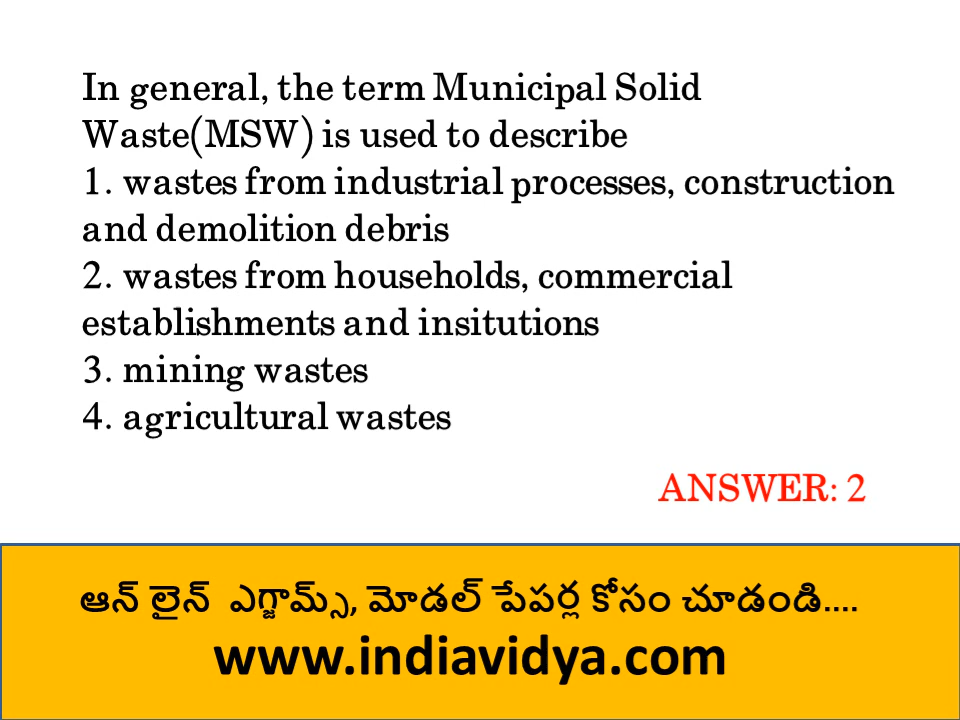 In general, the term Municipal Solid
Waste(MSW) is used to describe
1. wastes from industrial processes, construction
and demolition debris
2. wastes from households, commercial
establishments and insitutions
3. mining wastes
4. agricultural wastes
ANSWER: 2
ఆన్ లైన్ ఎగ్జామ్స్, మోడల్ పేపర్ల కోసం చూడండి....
www.indiavidya.com